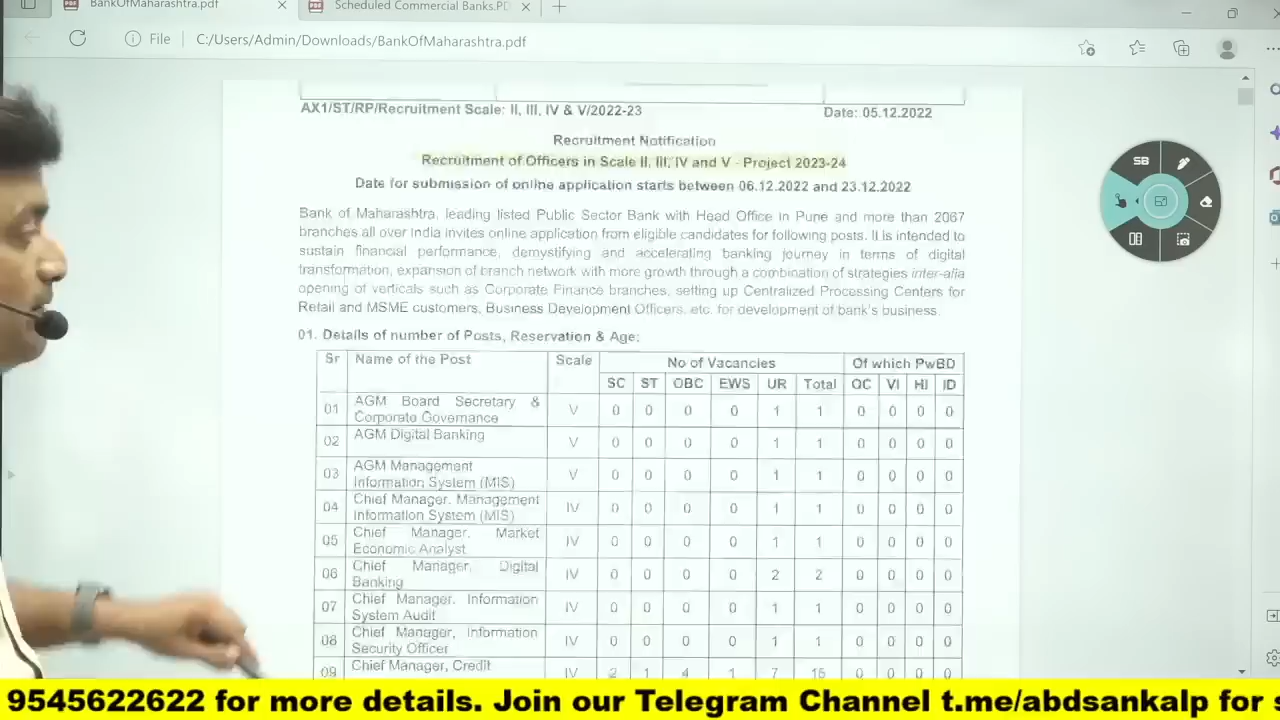 BankOfMaharashtra.pdf
Scheduled Commercial Banks.PD
File
C:/Users/Admin/Downloads/BankOfMaharashtra.pdf
AX1/ST/RP/Recruitment Scale: II, III, IV & V/2022-23 Date: 05.12.2022
Recruitment Notification
Recruitment of Officers in Scale II, III, IV and V - Project 2023-24
Date for submission of online application starts between 06.12.2022 and 23.12.2022
Bank of Maharashtra, leading listed Public Sector Bank with Head Office in Pune and more than 2067
branches all over India invites online application from eligible candidates for following posts. It is intended to
sustain financial performance, demystifying and accelerating banking journey in terms of digital
transformation, expansion of branch network with more growth through a combination of strategies inter-alia
opening of verticals such as Corporate Finance branches, setting up Centralized Processing Centers for
Retail and MSME customers, Business Development Officers, etc. for development of bank's business.
01. Details of number of Posts, Reservation & Age:
Sr Name of the Post Scale No of Vacancies Of which PwBD
SC ST OBC EWS UR Total OC VI HI ID
01 AGM Board Secretary & Corporate Governance V 0 0 0 0 1 1 0 0 0 0
02 AGM Digital Banking V 0 0 0 0 1 1 0 0 0 0
03 AGM Management Information System (MIS) V 0 0 0 0 1 1 0 0 0 0
04 Chief Manager, Management Information System (MIS) IV 0 0 0 0 1 1 0 0 0 0
05 Chief Manager, Market Economic Analyst IV 0 0 0 0 1 1 0 0 0 0
06 Chief Manager, Digital Banking IV 0 0 0 0 2 2 0 0 0 0
07 Chief Manager, Information System Audit IV 0 0 0 0 1 1 0 0 0 0
08 Chief Manager, Information Security Officer IV 0 0 0 0 1 1 0 0 0 0
09 Chief Manager, Credit IV 2 1 4 1 7 15 0 0 0 0
SB
9545622622 for more details. Join our Telegram Channel t.me/abdsankalp for s